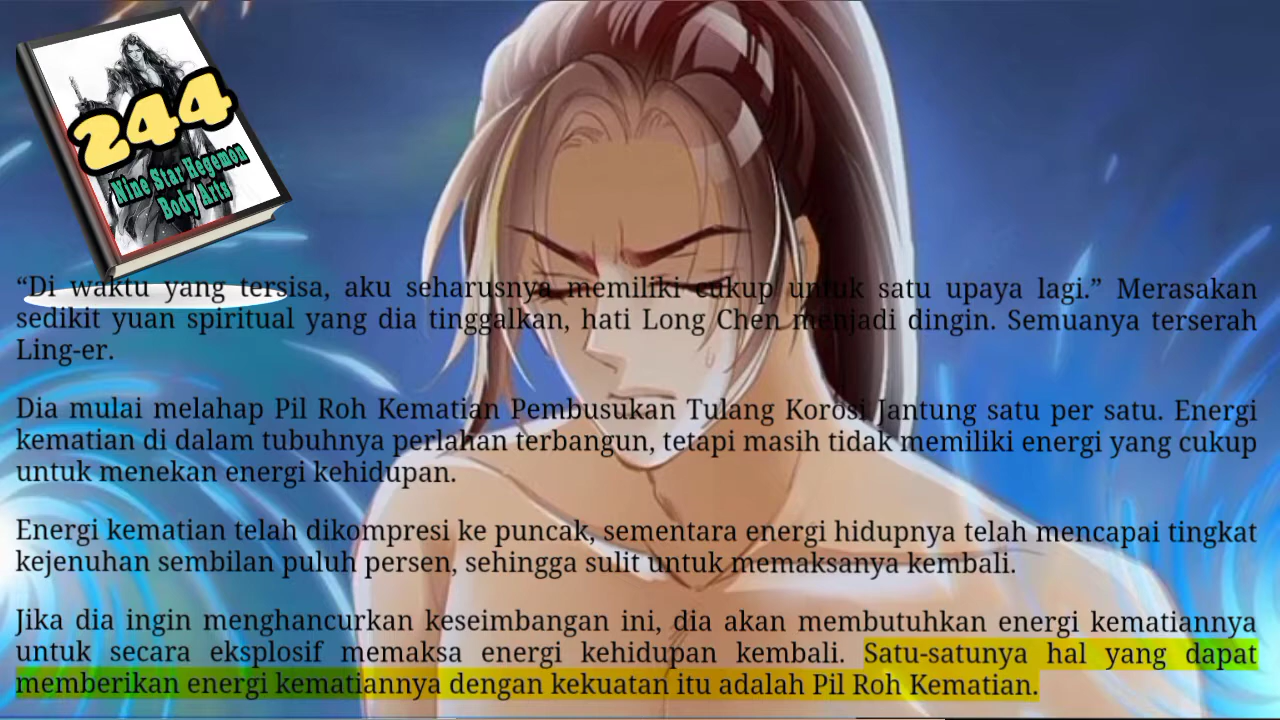 244
Nine Star Hegemon
Body Arts
“Di waktu yang tersisa, aku seharusnya memiliki cukup untuk satu upaya lagi.” Merasakan
sedikit yuan spiritual yang dia tinggalkan, hati Long Chen menjadi dingin. Semuanya terserah
Ling-er.
Dia mulai melahap Pil Roh Kematian Pembusukan Tulang Korosi Jantung satu per satu. Energi
kematian di dalam tubuhnya perlahan terbangun, tetapi masih tidak memiliki energi yang cukup
untuk menekan energi kehidupan.
Energi kematian telah dikompresi ke puncak, sementara energi hidupnya telah mencapai tingkat
kejenuhan sembilan puluh persen, sehingga sulit untuk memaksanya kembali.
Jika dia ingin menghancurkan keseimbangan ini, dia akan membutuhkan energi kematiannya
untuk secara eksplosif memaksa energi kehidupan kembali. Satu-satunya hal yang dapat
memberikan energi kematiannya dengan kekuatan itu adalah Pil Roh Kematian.